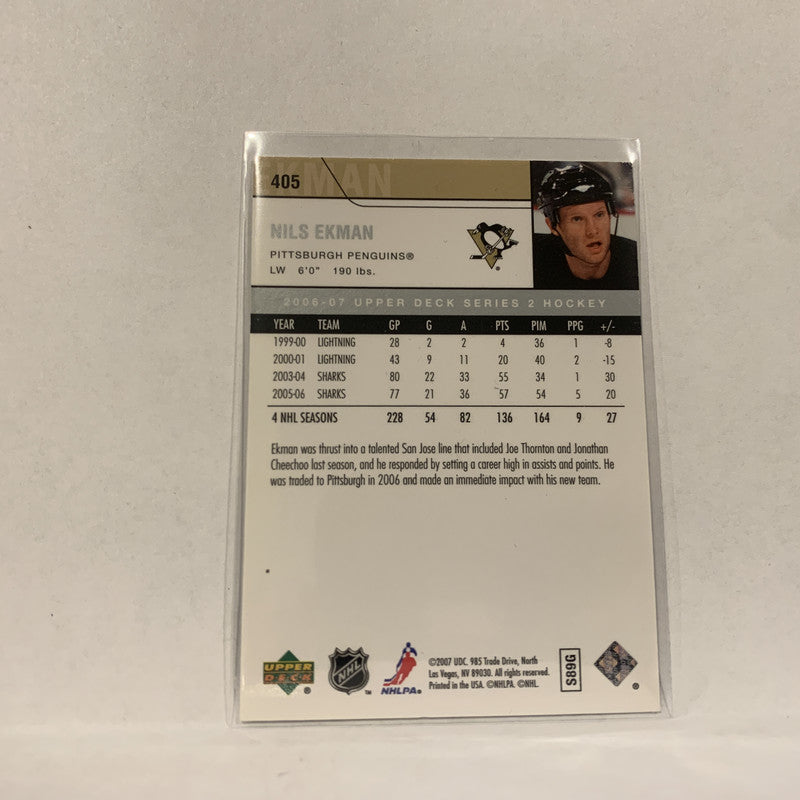 EKMAN
405
NILS EKMAN
PITTSBURGH PENGUINS®
LW 6'0" 190 lbs.
2006-07 UPPER DECK SERIES 2 HOCKEY
YEAR TEAM GP G A PTS PIM PPG +/-
1999-00 LIGHTNING 28 2 2 4 36 1 -8
2000-01 LIGHTNING 43 9 11 20 40 2 -15
2003-04 SHARKS 80 22 33 55 34 1 30
2005-06 SHARKS 77 21 36 57 54 5 20
4 NHL SEASONS 228 54 82 136 164 9 27
Ekman was thrust into a talented San Jose line that included Joe Thornton and Jonathan
Cheechoo last season, and he responded by setting a career high in assists and points. He
was traded to Pittsburgh in 2006 and made an immediate impact with his new team.
UPPER
DECK ®
NHL ™
NHLPA®
©2007 UDC. 985 Trade Drive, North
Las Vegas, NV 89030. All rights reserved.
Printed in the USA. ©NHLPA. ©NHL.
S89G